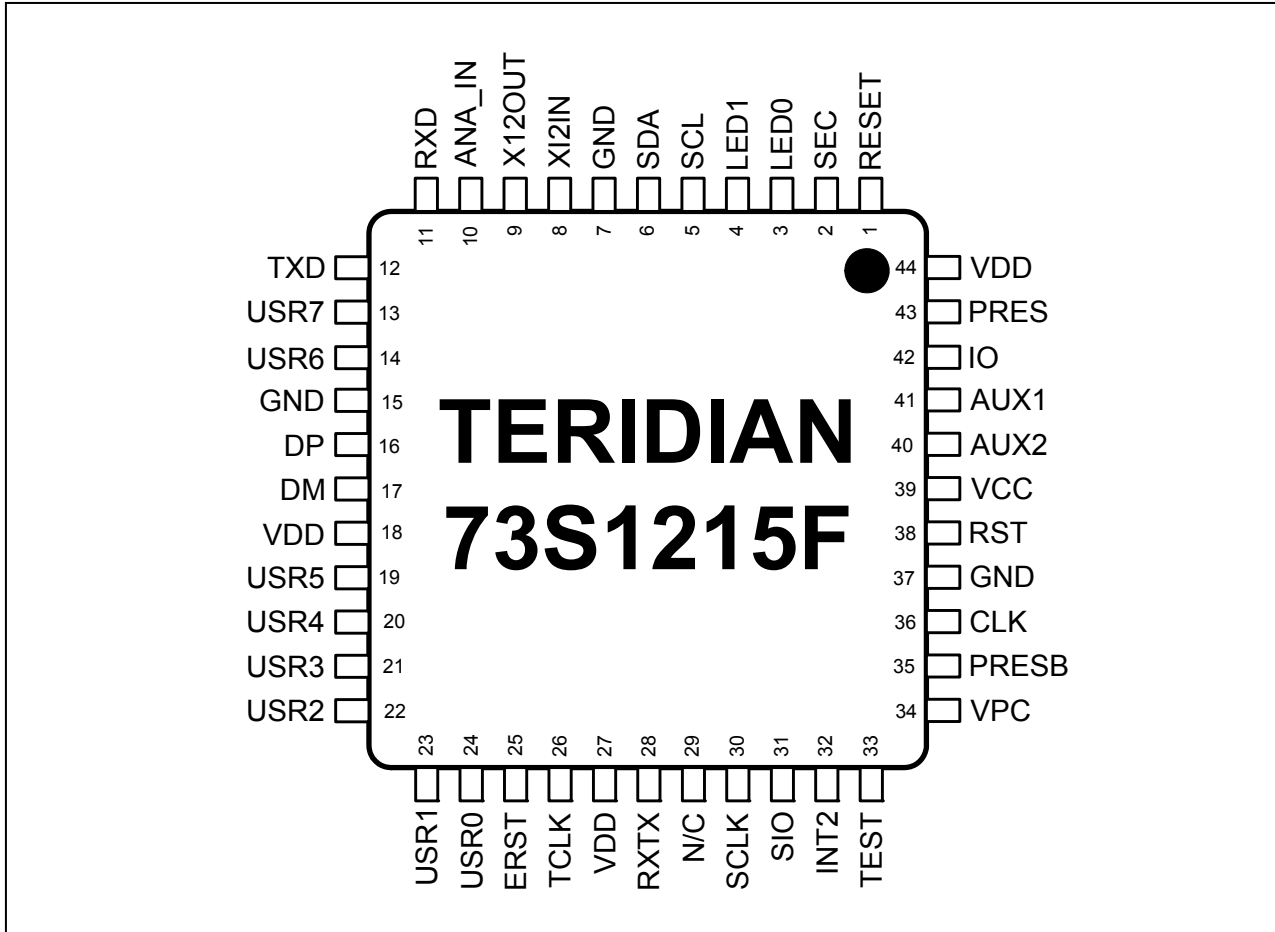 RXD
ANA_IN
X12OUT
XI2IN
GND
SDA
SCL
LED1
LED0
SEC
RESET
11
10
9
8
7
6
5
4
3
2
1
TXD 12
USR7 13
USR6 14
GND 15
DP 16
DM 17
VDD 18
USR5 19
USR4 20
USR3 21
USR2 22
TERIDIAN
73S1215F
44 VDD
43 PRES
42 IO
41 AUX1
40 AUX2
39 VCC
38 RST
37 GND
36 CLK
35 PRESB
34 VPC
23
24
25
26
27
28
29
30
31
32
33
USR1
USR0
ERST
TCLK
VDD
RXTX
N/C
SCLK
SIO
INT2
TEST